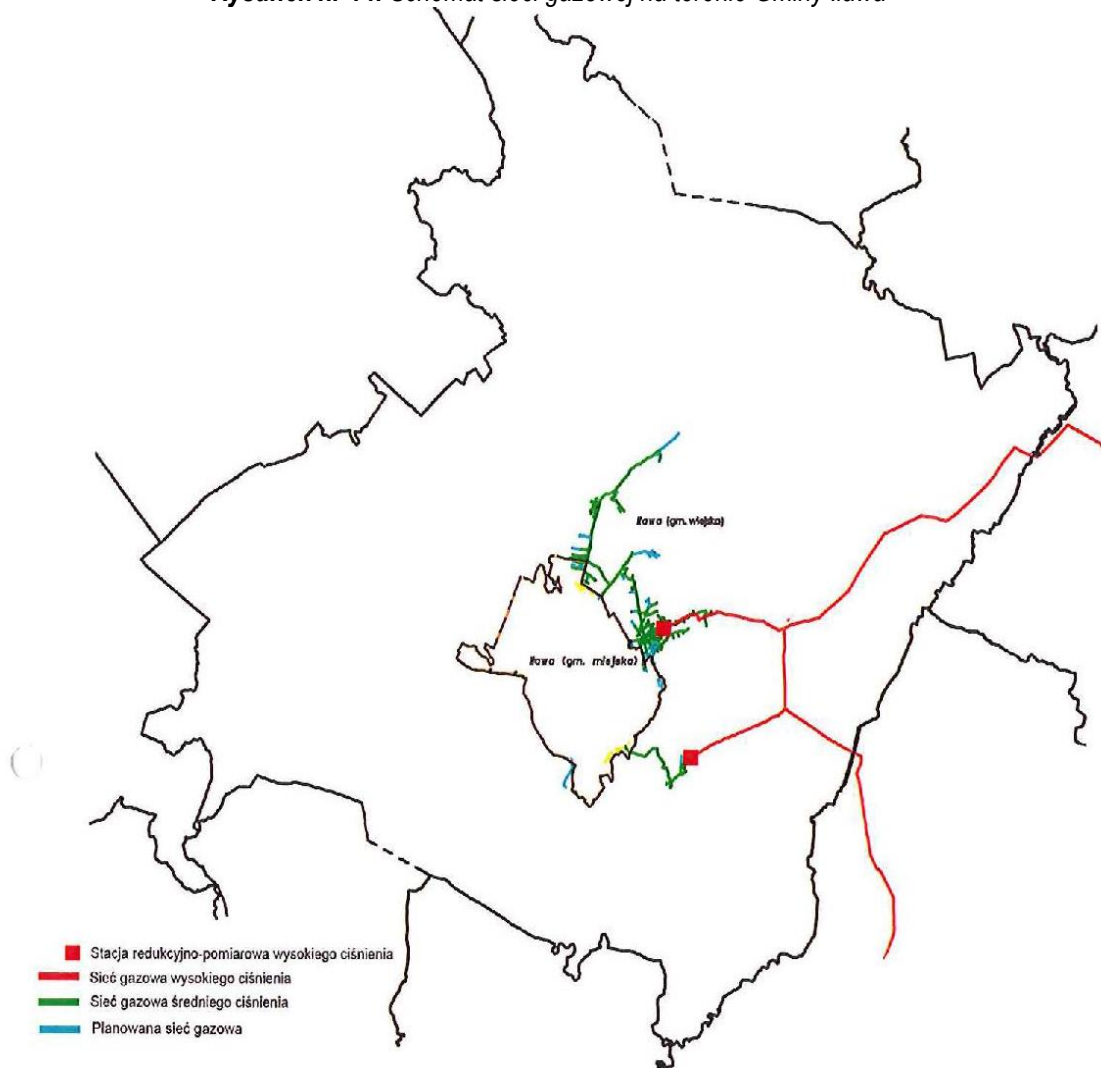 Schemat sieci gazowej na terenie Gminy Iława
Iława (gm. wiejska)
Iława (gm. miejska)
Stacja redukcyjno-pomiarowa wysokiego ciśnienia
Sieć gazowa wysokiego ciśnienia
Sieć gazowa średniego ciśnienia
Planowana sieć gazowa